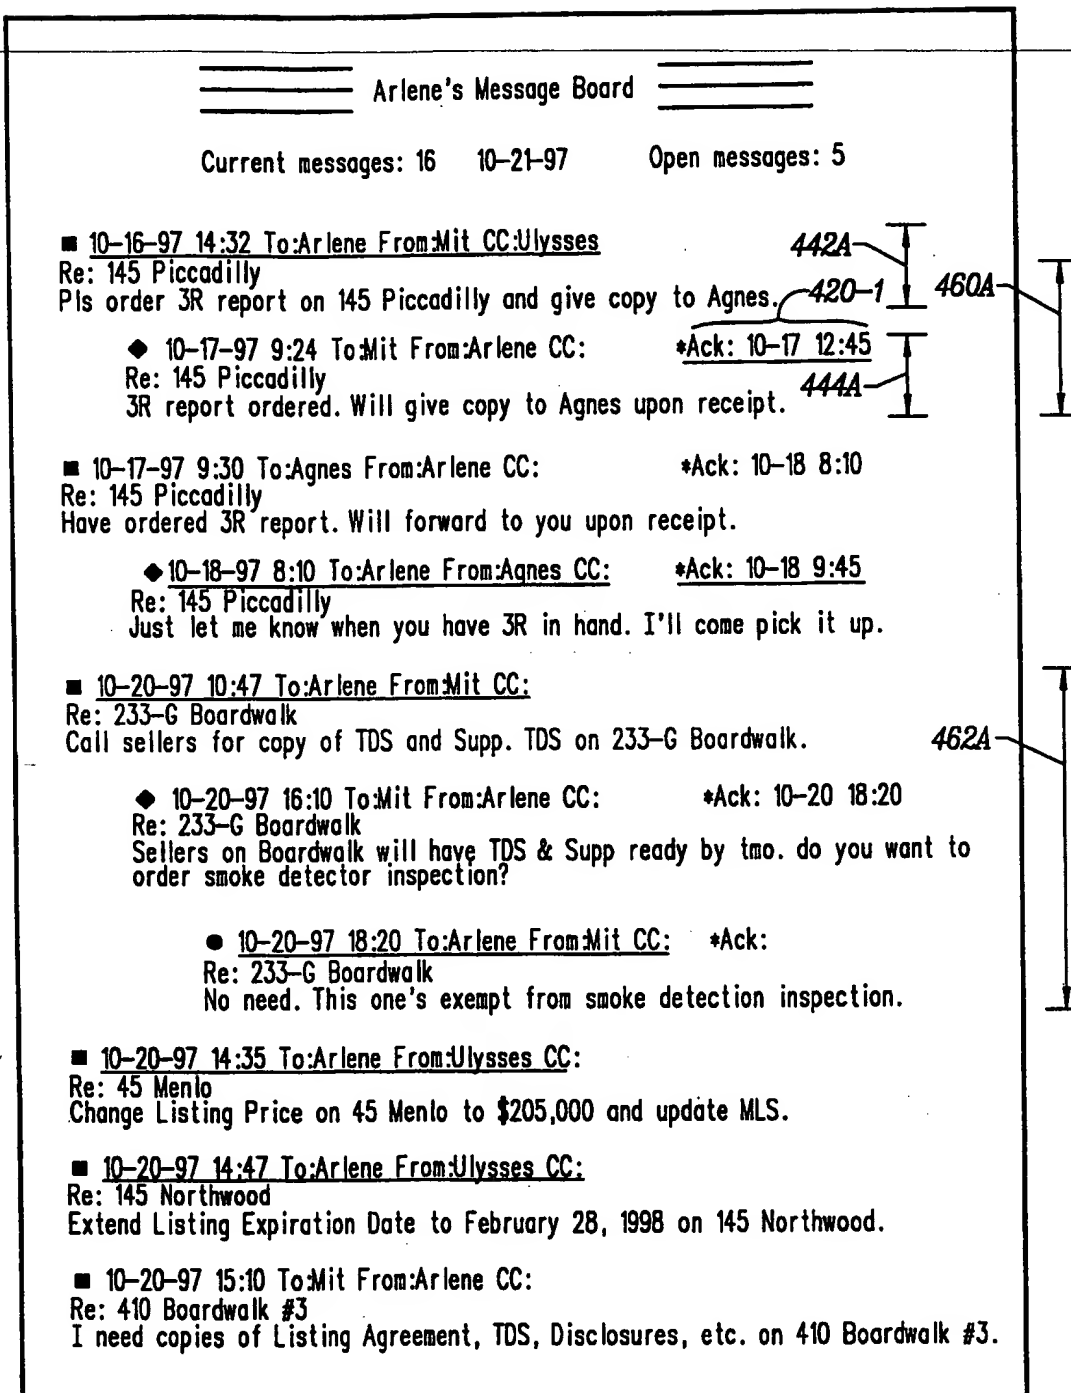 Arlene's Message Board
Current messages: 16 10-21-97 Open messages: 5
■ 10-16-97 14:32 To:Arlene From:Mit CC:Ulysses
442A
Re: 145 Piccadilly
460A
Pls order 3R report on 145 Piccadilly and give copy to Agnes.
420-1
◆ 10-17-97 9:24 To:Mit From:Arlene CC: *Ack: 10-17 12:45
Re: 145 Piccadilly
444A
3R report ordered. Will give copy to Agnes upon receipt.
■ 10-17-97 9:30 To:Agnes From:Arlene CC: *Ack: 10-18 8:10
Re: 145 Piccadilly
Have ordered 3R report. Will forward to you upon receipt.
◆ 10-18-97 8:10 To:Arlene From:Agnes CC: *Ack: 10-18 9:45
Re: 145 Piccadilly
Just let me know when you have 3R in hand. I'll come pick it up.
■ 10-20-97 10:47 To:Arlene From:Mit CC:
Re: 233-G Boardwalk
Call sellers for copy of TDS and Supp. TDS on 233-G Boardwalk.
462A
◆ 10-20-97 16:10 To:Mit From:Arlene CC: *Ack: 10-20 18:20
Re: 233-G Boardwalk
Sellers on Boardwalk will have TDS & Supp ready by tmo. do you want to
order smoke detector inspection?
● 10-20-97 18:20 To:Arlene From:Mit CC: *Ack:
Re: 233-G Boardwalk
No need. This one's exempt from smoke detection inspection.
■ 10-20-97 14:35 To:Arlene From:Ulysses CC:
Re: 45 Menlo
Change Listing Price on 45 Menlo to $205,000 and update MLS.
■ 10-20-97 14:47 To:Arlene From:Ulysses CC:
Re: 145 Northwood
Extend Listing Expiration Date to February 28, 1998 on 145 Northwood.
■ 10-20-97 15:10 To:Mit From:Arlene CC:
Re: 410 Boardwalk #3
I need copies of Listing Agreement, TDS, Disclosures, etc. on 410 Boardwalk #3.